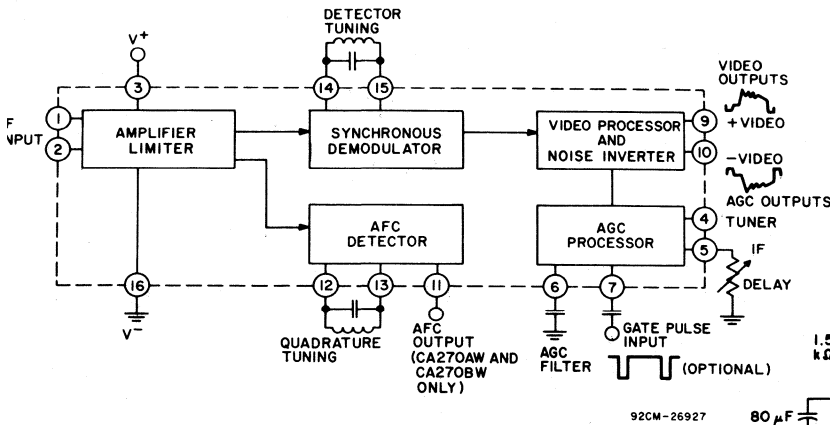 DETECTOR
TUNING
V+
3
14
15
VIDEO
OUTPUTS
1
F
NPUT
2
AMPLIFIER
LIMITER
SYNCHRONOUS
DEMODULATOR
VIDEO PROCESSOR
AND
NOISE INVERTER
9
+VIDEO
10
-VIDEO
AGC OUTPUTS
AFC
DETECTOR
AGC
PROCESSOR
4
TUNER
5
IF
DELAY
16
V-
12
13
11
6
7
QUADRATURE
TUNING
AFC
OUTPUT
(CA270AW AND
CA270BW
ONLY)
AGC
FILTER
GATE PULSE
INPUT
(OPTIONAL)
1.5
kΩ
92CM-26927
80 μF